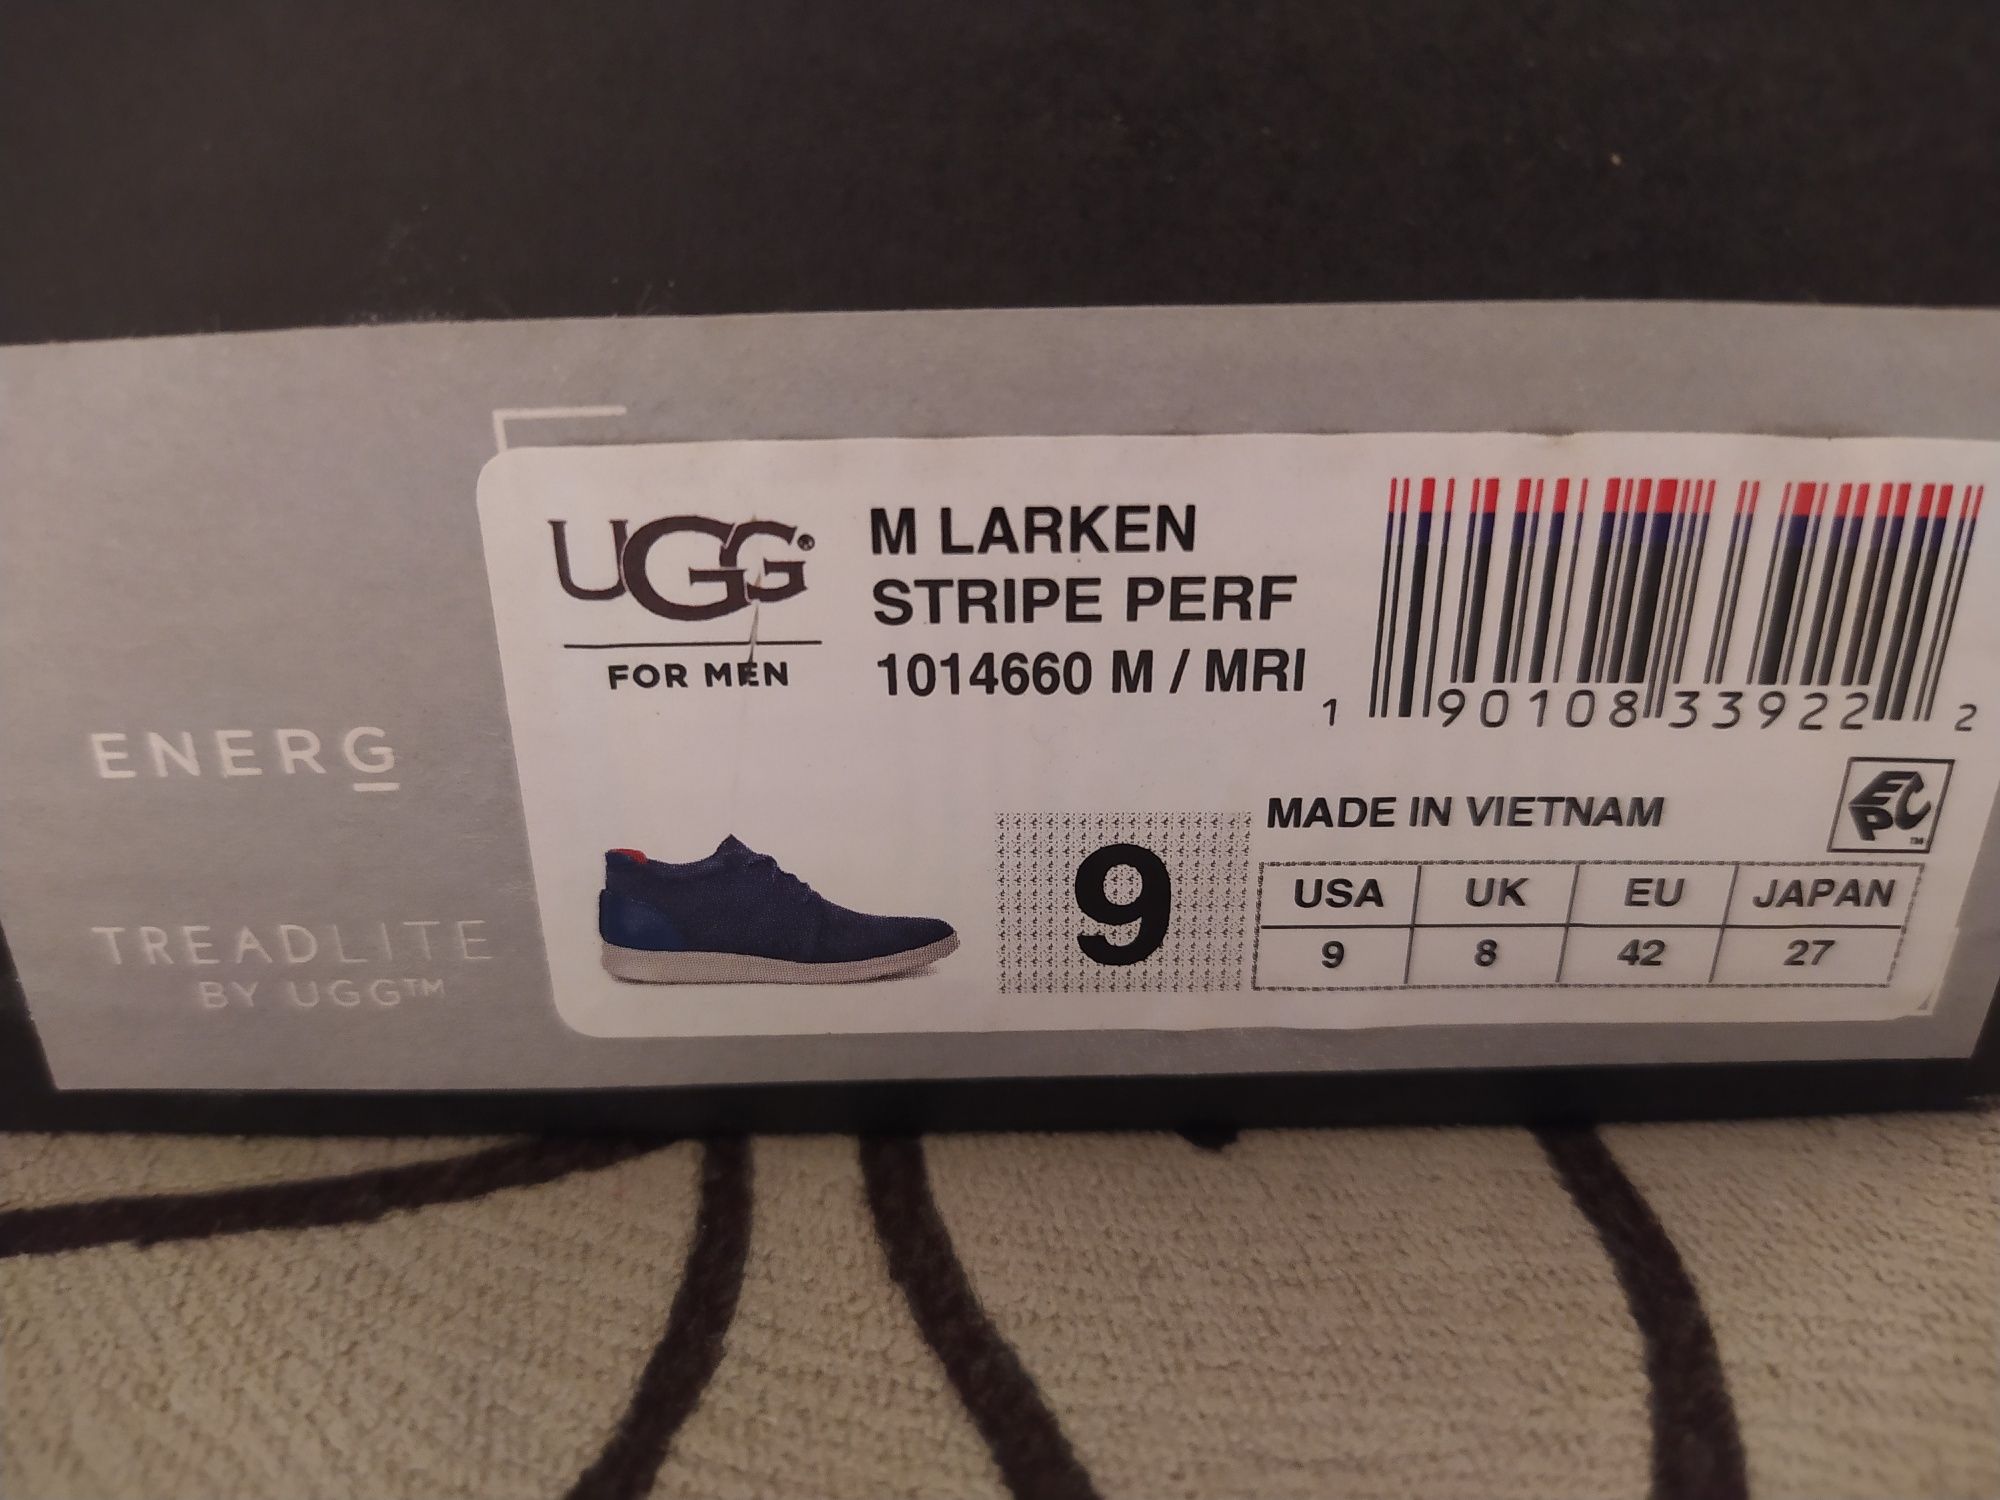 UGG®
FOR MEN
M LARKEN
STRIPE PERF
1014660 M / MRI
1 90108 33922 2
ENERG
TREADLITE
BY UGG™
9
MADE IN VIETNAM
EPC™
USA UK EU JAPAN
9 8 42 27